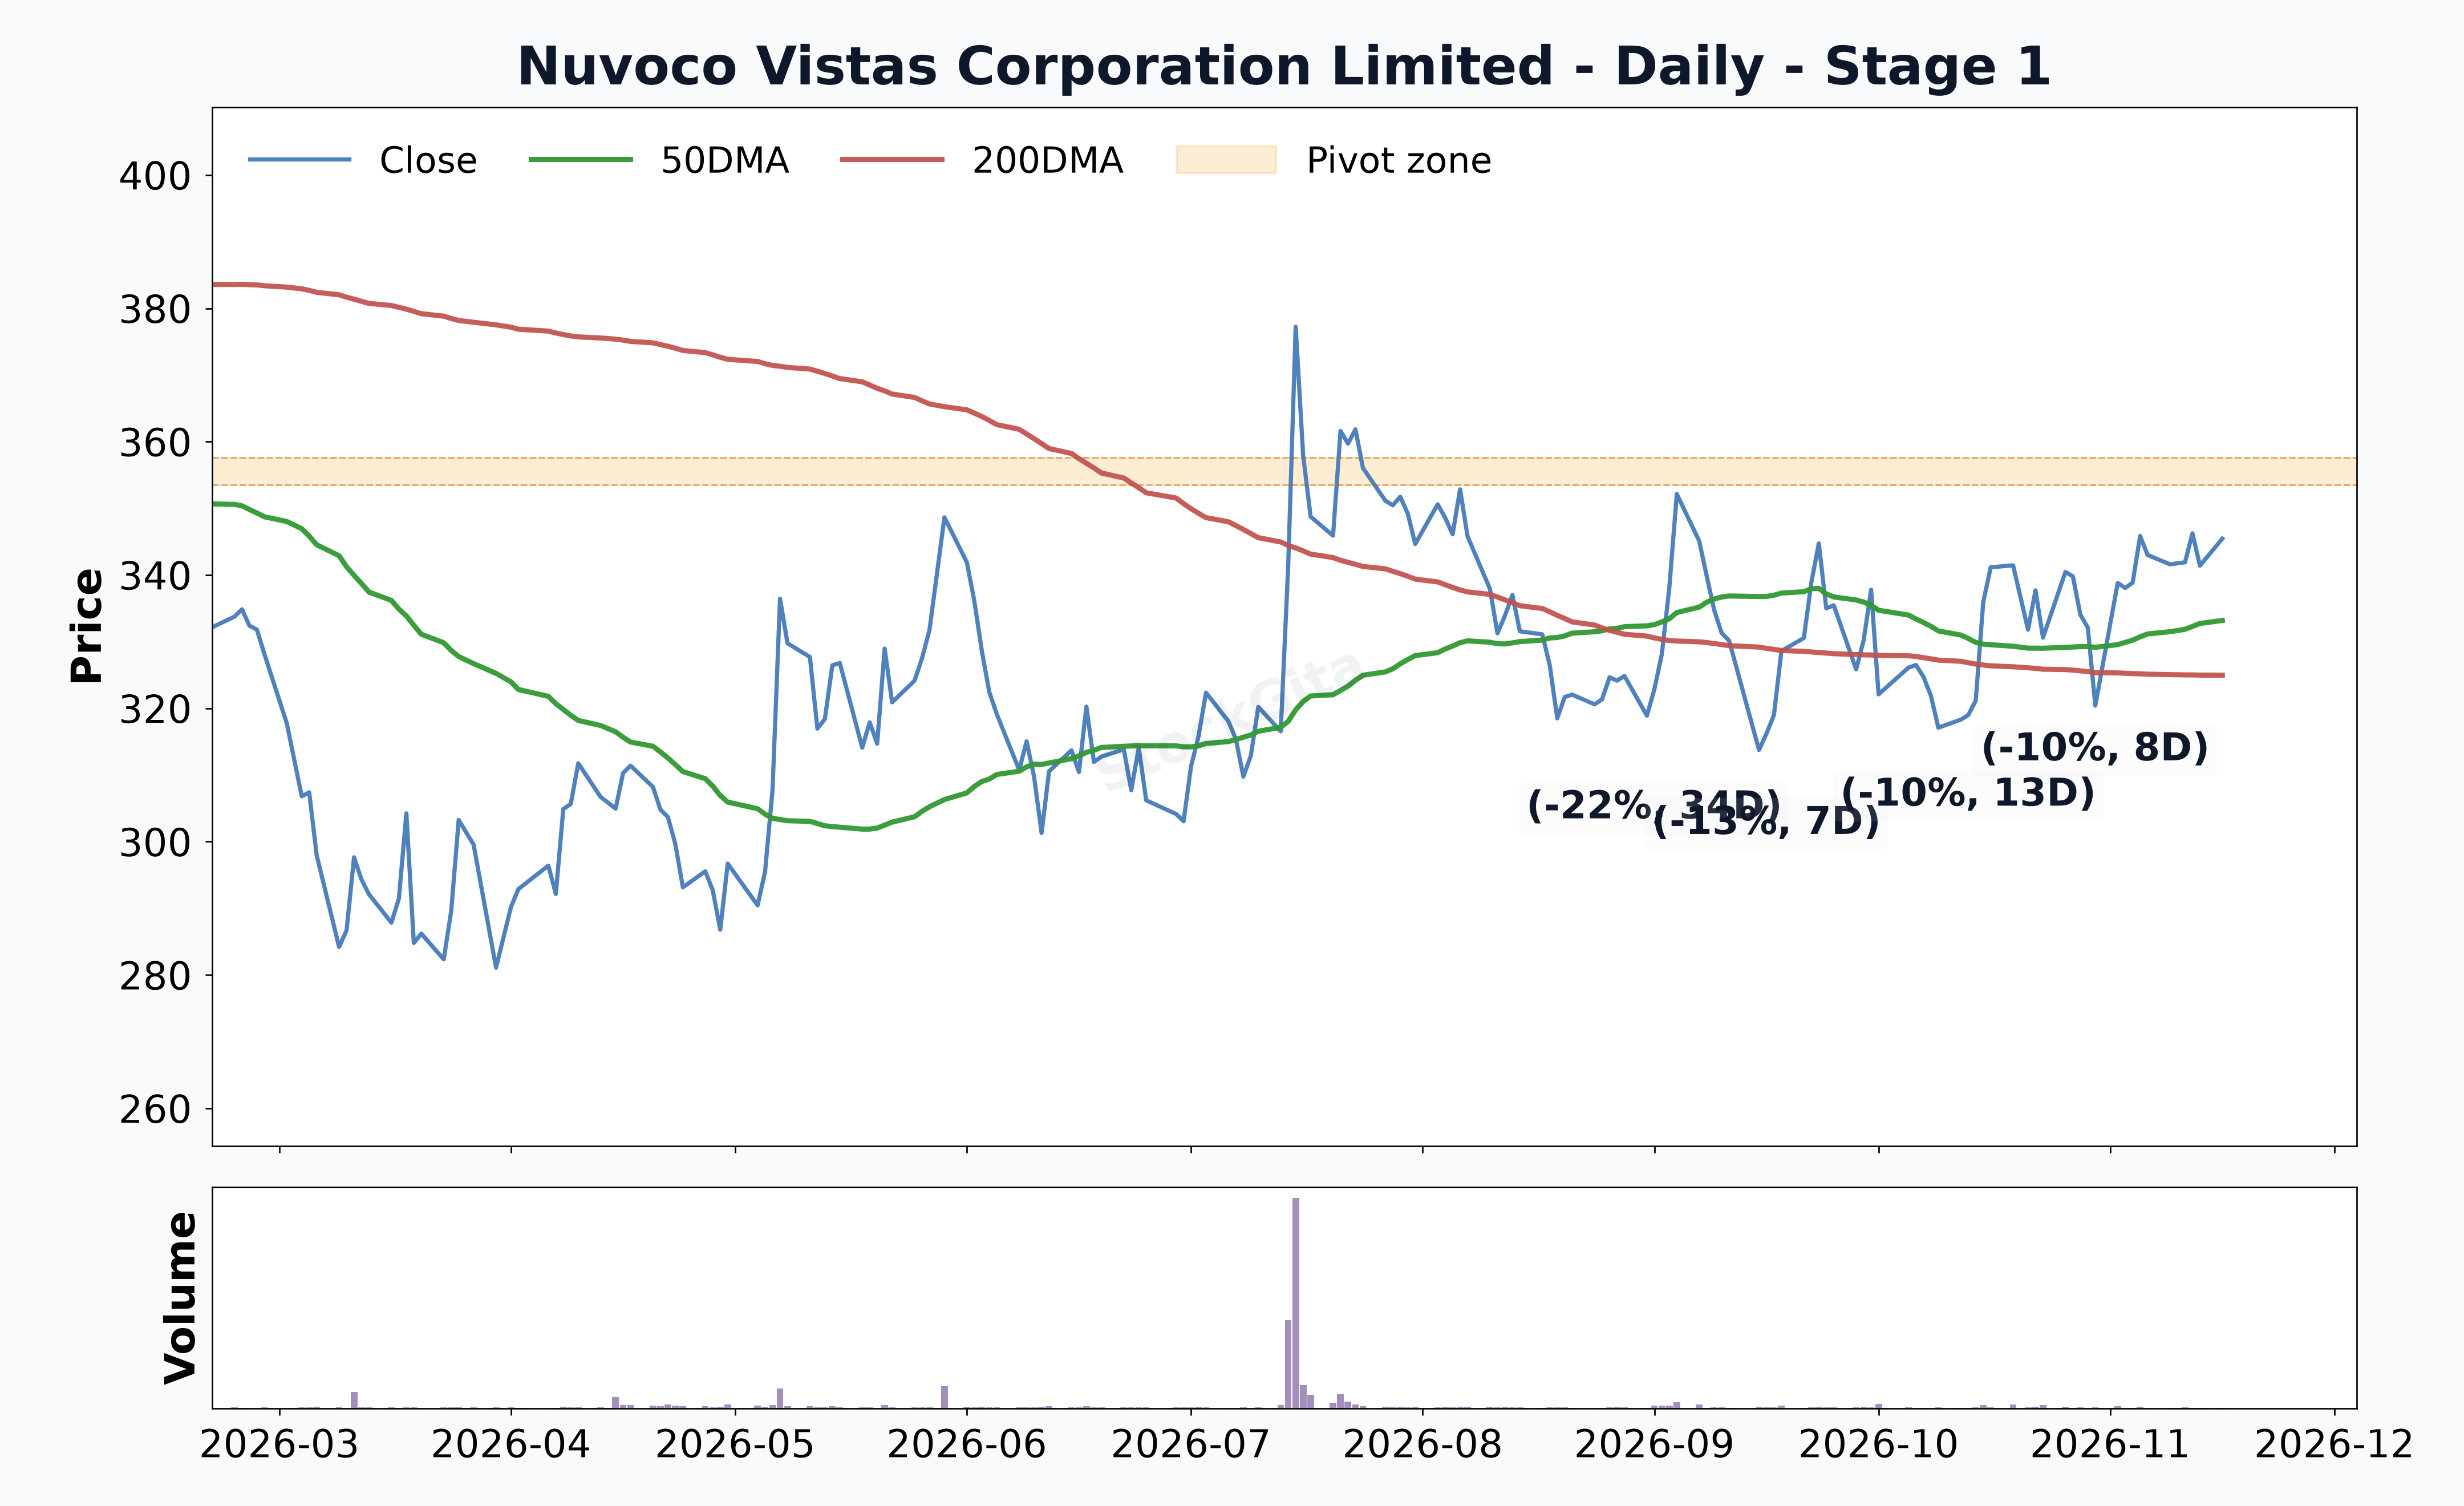 Nuvoco Vistas Corporation Limited - Daily - Stage 1
Close 50DMA 200DMA Pivot zone
Price
400
380
360
340
320
300
280
260
StockGita
(-10%, 8D)
(-10%, 13D)
(-22%, 34D)
(-13%, 7D)
Volume
2026-03 2026-04 2026-05 2026-06 2026-07 2026-08 2026-09 2026-10 2026-11 2026-12